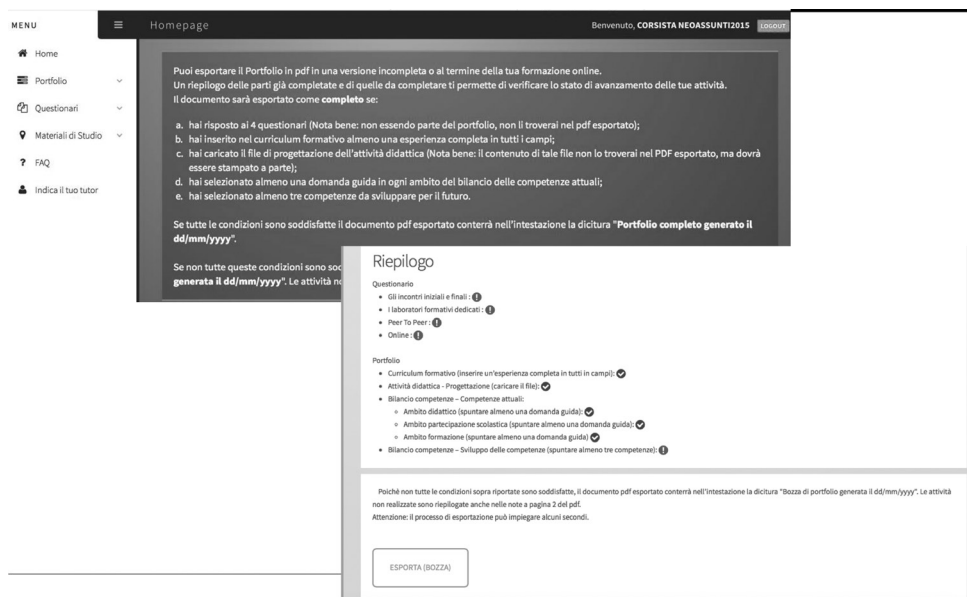 MENU
Homepage
Benvenuto, CORSISTA NEOASSUNTI2015 LOGOUT
Home
Portfolio
Questionari
Materiali di Studio
FAQ
Indica il tuo tutor
Puoi esportare il Portfolio in pdf in una versione incompleta o al termine della tua formazione online.
Un riepilogo delle parti già completate e di quelle da completare ti permette di verificare lo stato di avanzamento delle tue attività.
Il documento sarà esportato come completo se:
a. hai risposto ai 4 questionari (Nota bene: non essendo parte del portfolio, non li troverai nel pdf esportato);
b. hai inserito nel curriculum formativo almeno una esperienza completa in tutti i campi;
c. hai caricato il file di progettazione dell'attività didattica (Nota bene: il contenuto di tale file non lo troverai nel PDF esportato, ma dovrà
essere stampato a parte);
d. hai selezionato almeno una domanda guida in ogni ambito del bilancio delle competenze attuali;
e. hai selezionato almeno tre competenze da sviluppare per il futuro.
Se tutte le condizioni sono soddisfatte il documento pdf esportato conterrà nell'intestazione la dicitura "Portfolio completo generato il
dd/mm/yyyy".
Se non tutte queste condizioni sono
generata il dd/mm/yyyy". Le attività
Riepilogo
Questionario
• Gli incontri iniziali e finali :
• I laboratori formativi dedicati :
• Peer To Peer :
• Online :
Portfolio
• Curriculum formativo (inserire un'esperienza completa in tutti in campi):
• Attività didattica - Progettazione (caricare il file):
• Bilancio competenze – Competenze attuali:
○ Ambito didattico (spuntare almeno una domanda guida):
○ Ambito partecipazione scolastica (spuntare almeno una domanda guida):
○ Ambito formazione (spuntare almeno una domanda guida)
• Bilancio competenze – Sviluppo delle competenze (spuntare almeno tre competenze):
Poichè non tutte le condizioni sopra riportate sono soddisfatte, il documento pdf esportato conterrà nell'intestazione la dicitura "Bozza di portfolio generata il dd/mm/yyyy". Le attività
non realizzate sono riepilogate anche nelle note a pagina 2 del pdf.
Attenzione: il processo di esportazione può impiegare alcuni secondi.
ESPORTA (BOZZA)